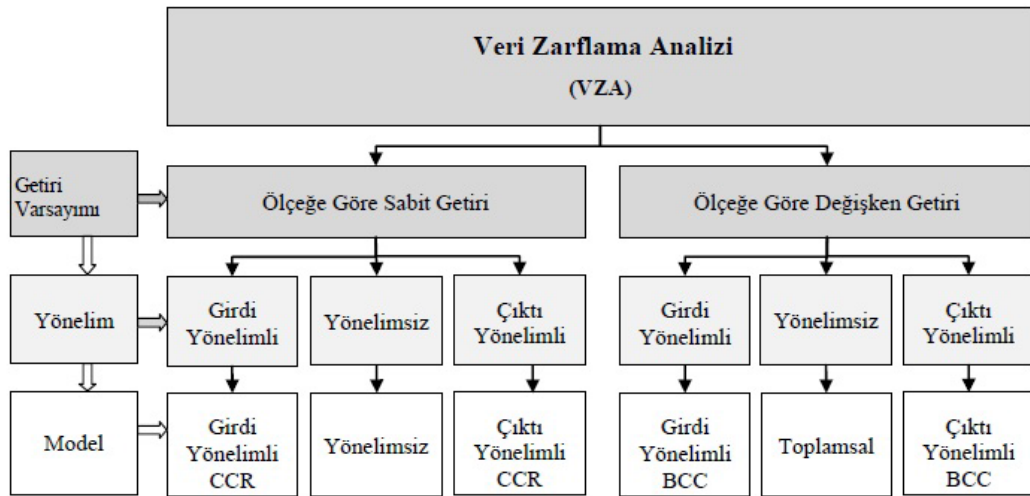 Veri Zarflama Analizi
(VZA)
Getiri
Varsayımı
Ölçeğe Göre Sabit Getiri
Ölçeğe Göre Değişken Getiri
Yönelim
Girdi
Yönelimli
Yönelimsiz
Çıktı
Yönelimli
Girdi
Yönelimli
Yönelimsiz
Çıktı
Yönelimli
Model
Girdi
Yönelimli
CCR
Yönelimsiz
Çıktı
Yönelimli
CCR
Girdi
Yönelimli
BCC
Toplamsal
Çıktı
Yönelimli
BCC